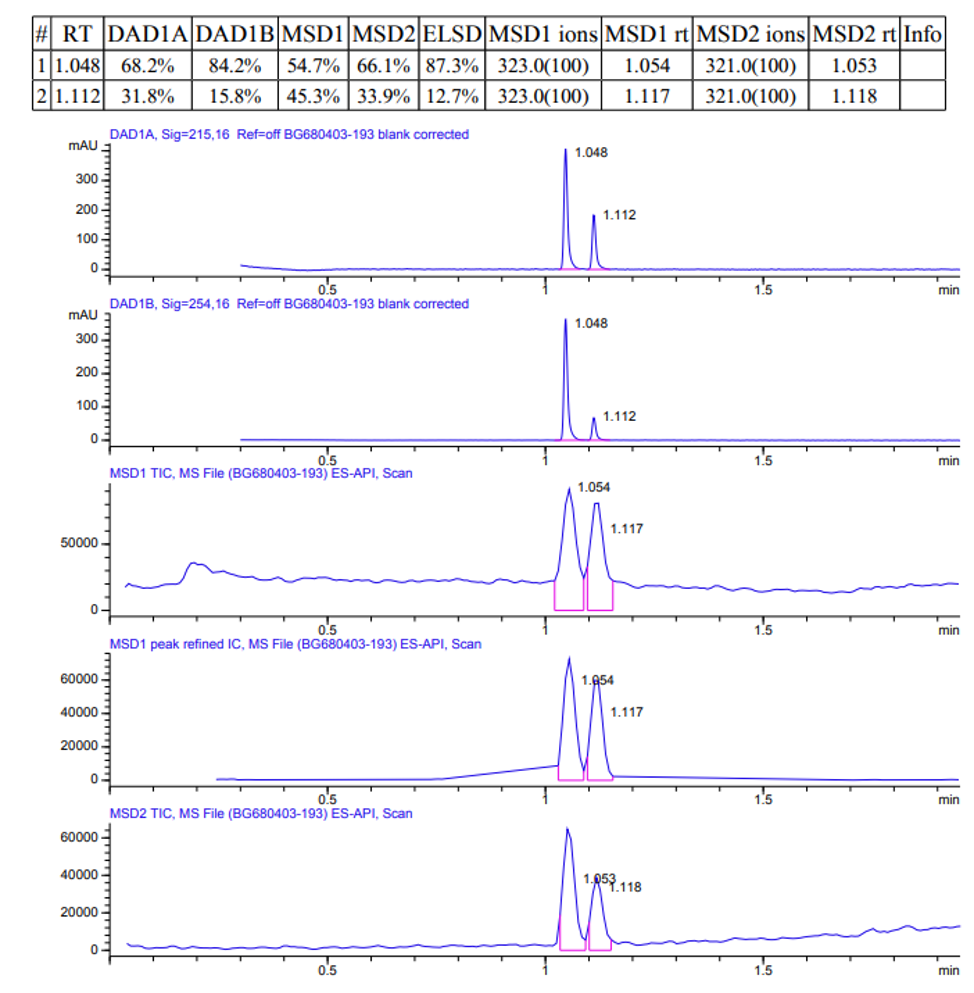 # RT DAD1A DAD1B MSD1 MSD2 ELSD MSD1 ions MSD1 rt MSD2 ions MSD2 rt Info
1 1.048 68.2% 84.2% 54.7% 66.1% 87.3% 323.0(100) 1.054 321.0(100) 1.053
2 1.112 31.8% 15.8% 45.3% 33.9% 12.7% 323.0(100) 1.117 321.0(100) 1.118
DAD1A, Sig=215,16 Ref=off BG680403-193 blank corrected
mAU
1.048
300
200
1.112
100
0
0.5 1 1.5 min
DAD1B, Sig=254,16 Ref=off BG680403-193 blank corrected
mAU
1.048
300
200
100
1.112
0
0.5 1 1.5 min
MSD1 TIC, MS File (BG680403-193) ES-API, Scan
1.054
1.117
50000
0
0.5 1 1.5 min
MSD1 peak refined IC, MS File (BG680403-193) ES-API, Scan
60000
1.054
40000
1.117
20000
0
0.5 1 1.5 min
MSD2 TIC, MS File (BG680403-193) ES-API, Scan
60000
40000
1.053
1.118
20000
0
0.5 1 1.5 min